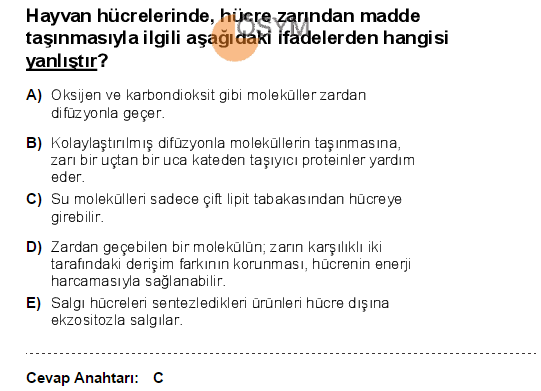 Hayvan hücrelerinde, hücre zarından madde
taşınmasıyla ilgili aşağıdaki ifadelerden hangisi
yanlıştır?
A) Oksijen ve karbondioksit gibi moleküller zardan
difüzyonla geçer.
B) Kolaylaştırılmış difüzyonla moleküllerin taşınmasına,
zarı bir uçtan bir uca kateden taşıyıcı proteinler yardım
eder.
C) Su molekülleri sadece çift lipit tabakasından hücreye
girebilir.
D) Zardan geçebilen bir molekülün; zarın karşılıklı iki
tarafındaki derişim farkının korunması, hücrenin enerji
harcamasıyla sağlanabilir.
E) Salgı hücreleri sentezledikleri ürünleri hücre dışına
ekzositozla salgılar.
Cevap Anahtarı: C
ÖSYM